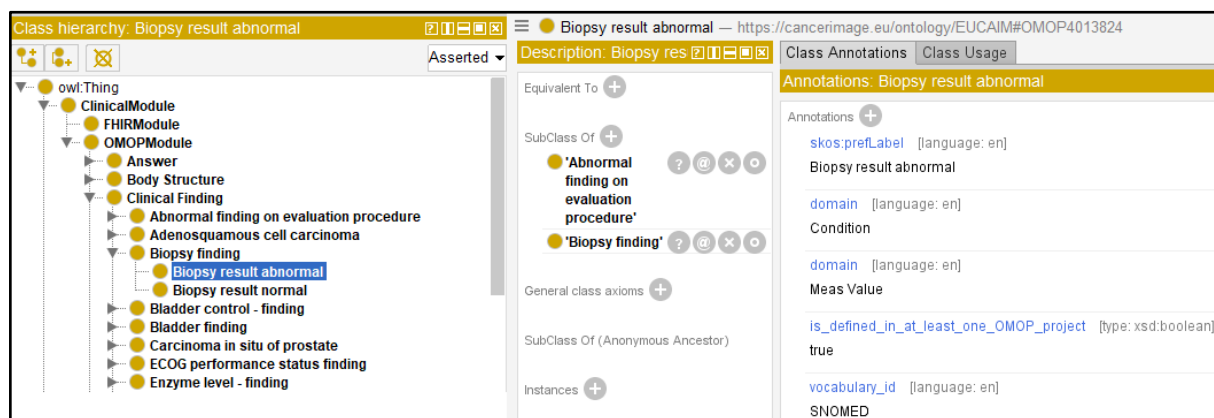 Class hierarchy: Biopsy result abnormal
Asserted
owl:Thing
ClinicalModule
FHIRModule
OMOPModule
Answer
Body Structure
Clinical Finding
Abnormal finding on evaluation procedure
Adenosquamous cell carcinoma
Biopsy finding
Biopsy result abnormal
Biopsy result normal
Bladder control - finding
Bladder finding
Carcinoma in situ of prostate
ECOG performance status finding
Enzyme level - finding
Biopsy result abnormal — https://cancerimage.eu/ontology/EUCAIM#OMOP4013824
Description: Biopsy res
Equivalent To
SubClass Of
'Abnormal
finding on
evaluation
procedure'
'Biopsy finding'
General class axioms
SubClass Of (Anonymous Ancestor)
Instances
Class Annotations Class Usage
Annotations: Biopsy result abnormal
Annotations
skos:prefLabel [language: en]
Biopsy result abnormal
domain [language: en]
Condition
domain [language: en]
Meas Value
is_defined_in_at_least_one_OMOP_project [type: xsd:boolean]
true
vocabulary_id [language: en]
SNOMED